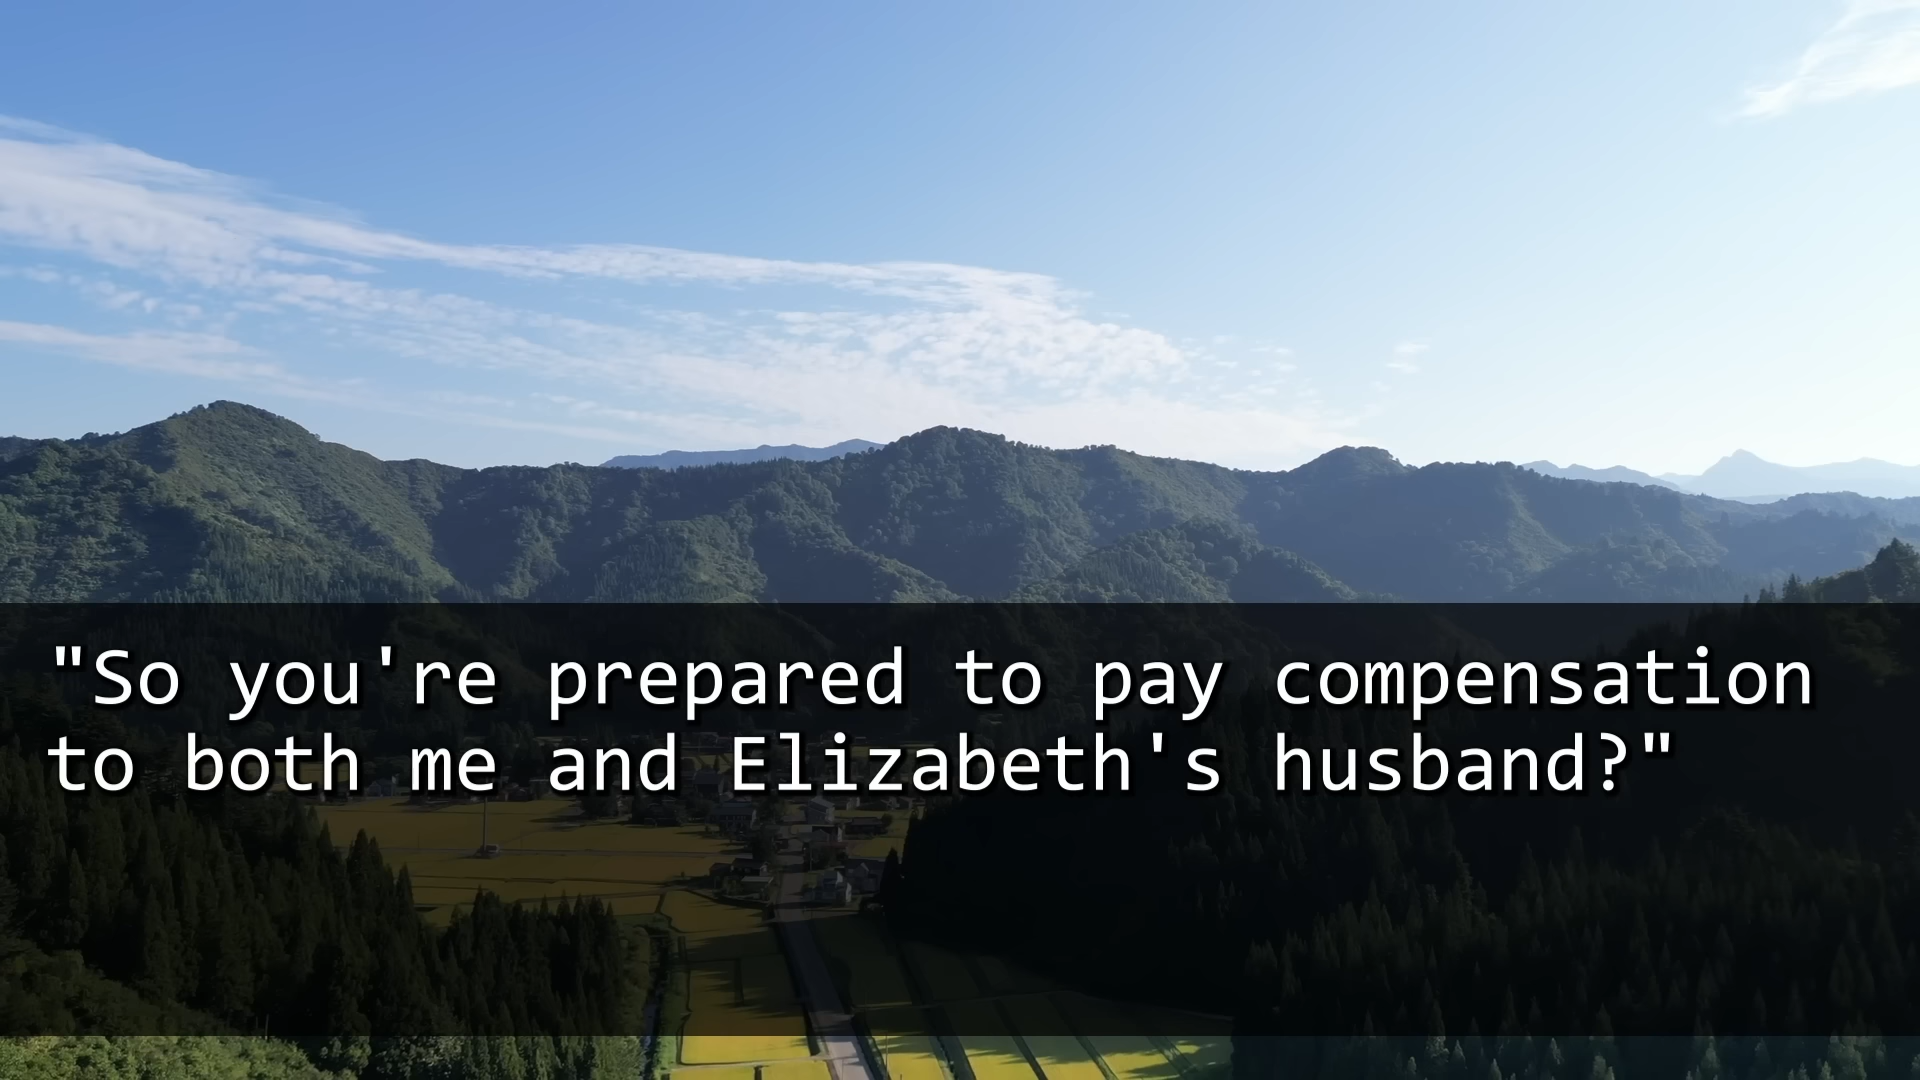 "So you're prepared to pay compensation
to both me and Elizabeth's husband?"